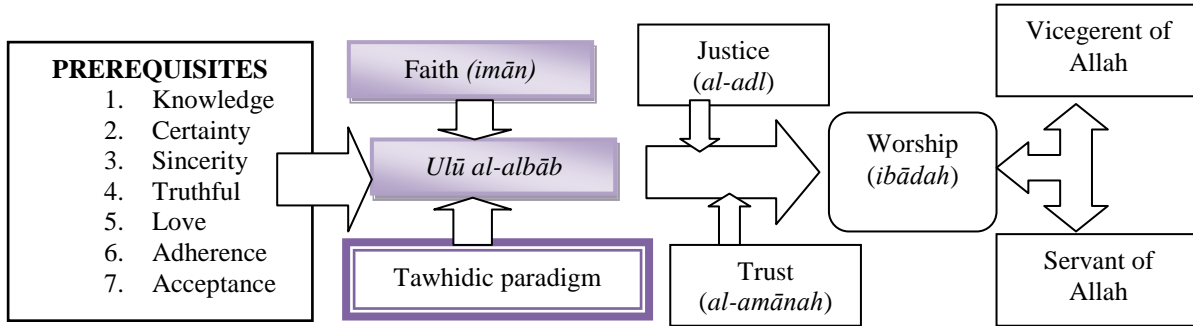 PREREQUISITES
1. Knowledge
2. Certainty
3. Sincerity
4. Truthful
5. Love
6. Adherence
7. Acceptance
Faith (imān)
Ulū al-albāb
Tawhidic paradigm
Justice
(al-adl)
Trust
(al-amānah)
Worship
(ibādah)
Vicegerent of
Allah
Servant of
Allah